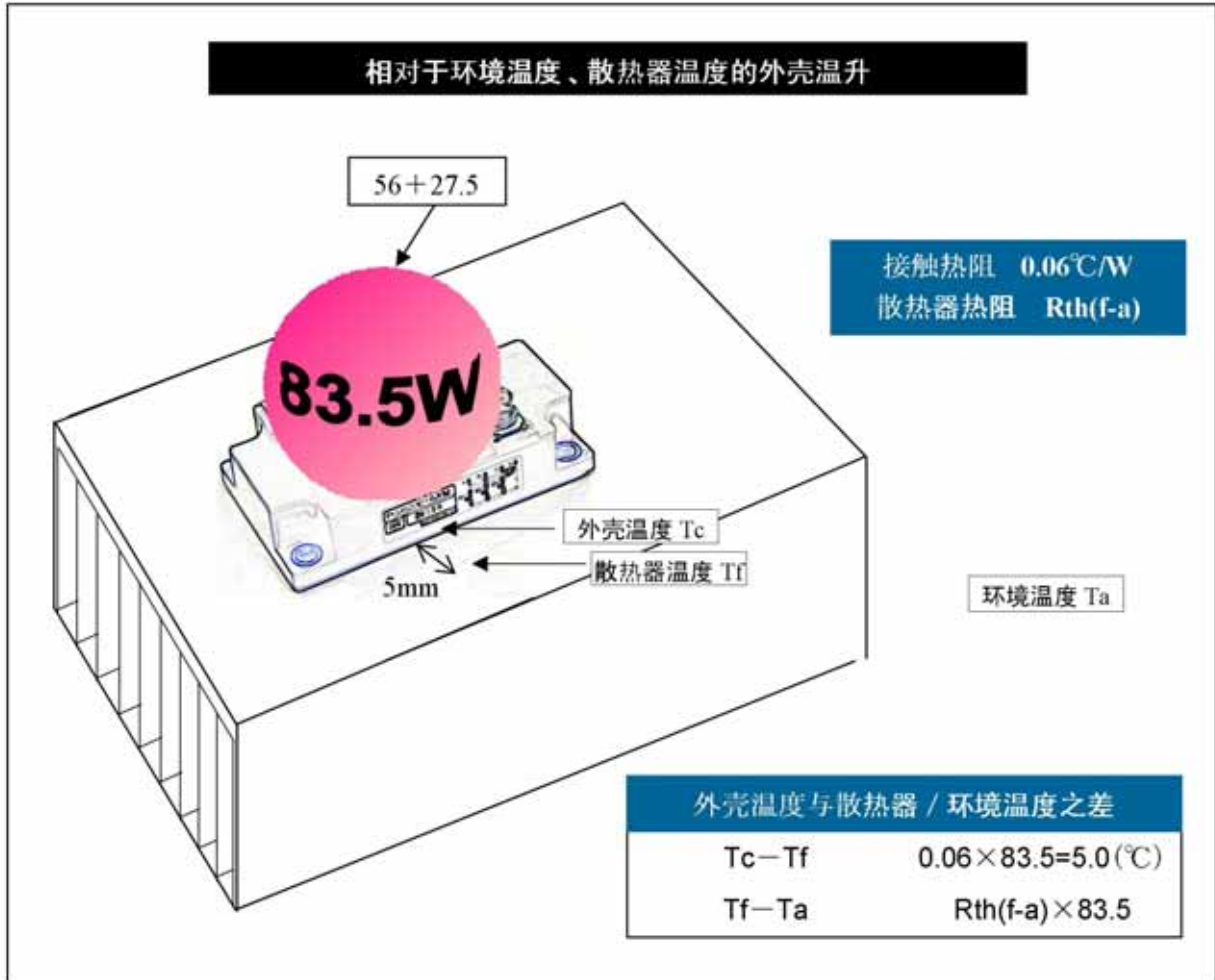 相对于环境温度、散热器温度的外壳温升
56＋27.5
接触热阻 0.06℃/W
散热器热阻 Rth(f-a)
83.5W
外壳温度 Tc
散热器温度 Tf
5mm
环境温度 Ta
外壳温度与散热器 / 环境温度之差
Tc－Tf 0.06×83.5=5.0(℃)
Tf－Ta Rth(f-a)×83.5